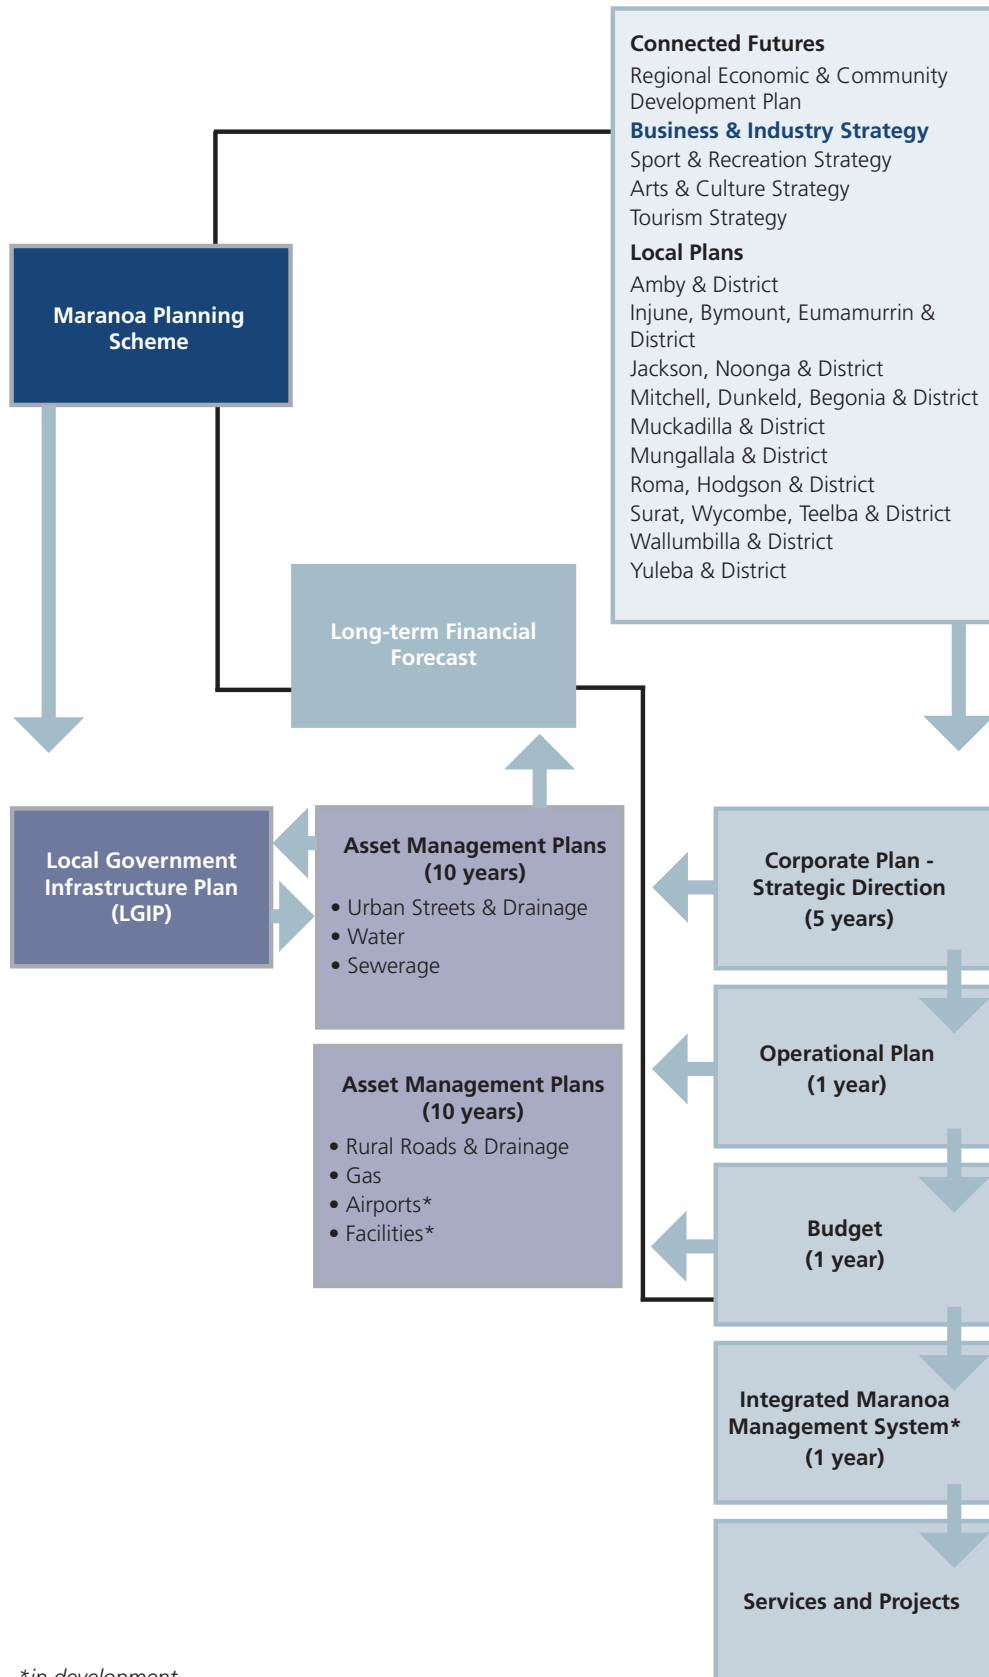 Connected Futures
Regional Economic & Community
Development Plan
Business & Industry Strategy
Sport & Recreation Strategy
Arts & Culture Strategy
Tourism Strategy
Local Plans
Amby & District
Injune, Bymount, Eumamurrin &
District
Jackson, Noonga & District
Mitchell, Dunkeld, Begonia & District
Muckadilla & District
Mungallala & District
Roma, Hodgson & District
Surat, Wycombe, Teelba & District
Wallumbilla & District
Yuleba & District
Maranoa Planning
Scheme
Long-term Financial
Forecast
Local Government
Infrastructure Plan
(LGIP)
Asset Management Plans
(10 years)
• Urban Streets & Drainage
• Water
• Sewerage
Asset Management Plans
(10 years)
• Rural Roads & Drainage
• Gas
• Airports*
• Facilities*
Corporate Plan -
Strategic Direction
(5 years)
Operational Plan
(1 year)
Budget
(1 year)
Integrated Maranoa
Management System*
(1 year)
Services and Projects
*in development